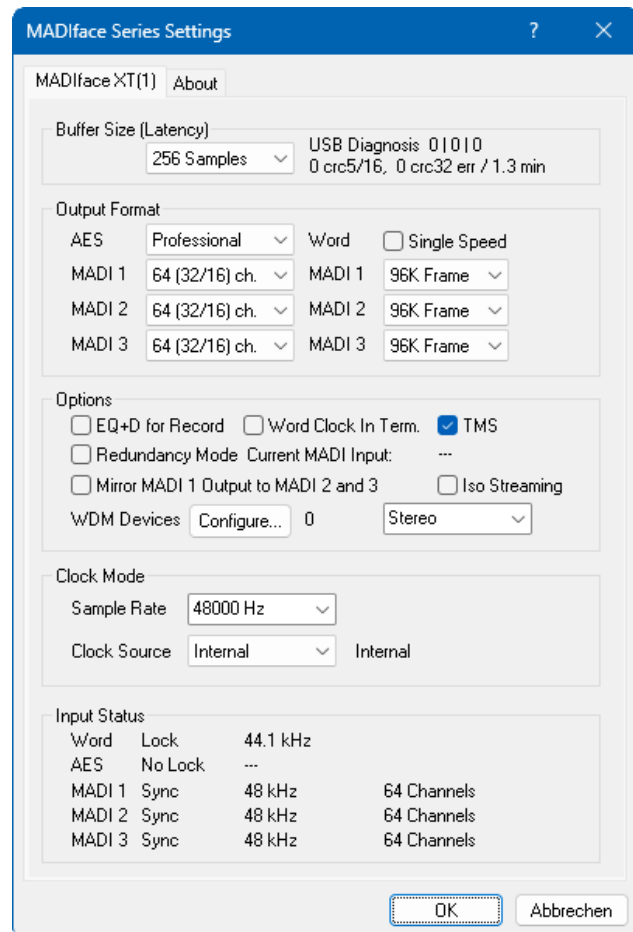 MADIface Series Settings ? ×
MADIface XT(1) About
Buffer Size (Latency)
256 Samples USB Diagnosis 0|0|0
0 crc5/16, 0 crc32 err / 1.3 min
Output Format
AES Professional Word Single Speed
MADI 1 64 (32/16) ch. MADI 1 96K Frame
MADI 2 64 (32/16) ch. MADI 2 96K Frame
MADI 3 64 (32/16) ch. MADI 3 96K Frame
Options
EQ+D for Record Word Clock In Term. TMS
Redundancy Mode Current MADI Input: ---
Mirror MADI 1 Output to MADI 2 and 3 Iso Streaming
WDM Devices Configure... 0 Stereo
Clock Mode
Sample Rate 48000 Hz
Clock Source Internal Internal
Input Status
Word Lock 44.1 kHz
AES No Lock ---
MADI 1 Sync 48 kHz 64 Channels
MADI 2 Sync 48 kHz 64 Channels
MADI 3 Sync 48 kHz 64 Channels
OK Abbrechen